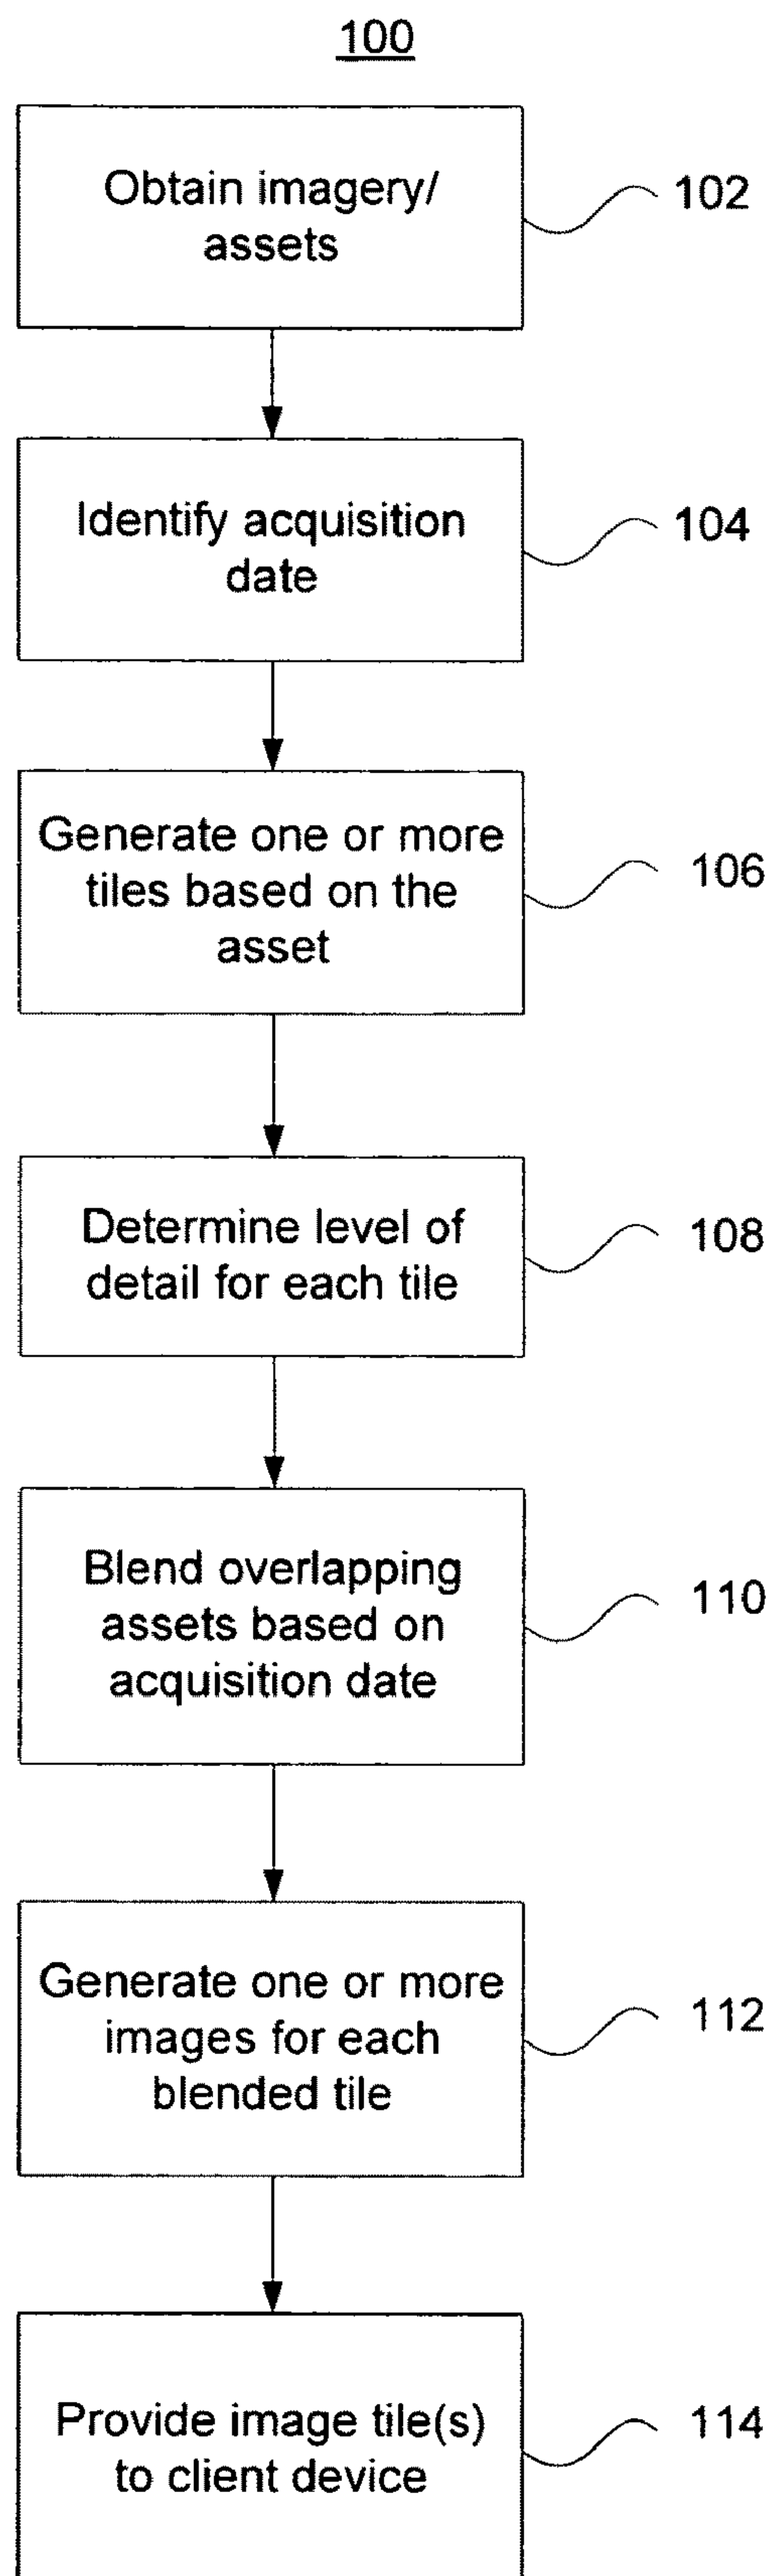 100
Obtain imagery/
assets
102
Identify acquisition
date
104
Generate one or more
tiles based on the
asset
106
Determine level of
detail for each tile
108
Blend overlapping
assets based on
acquisition date
110
Generate one or more
images for each
blended tile
112
Provide image tile(s)
to client device
114